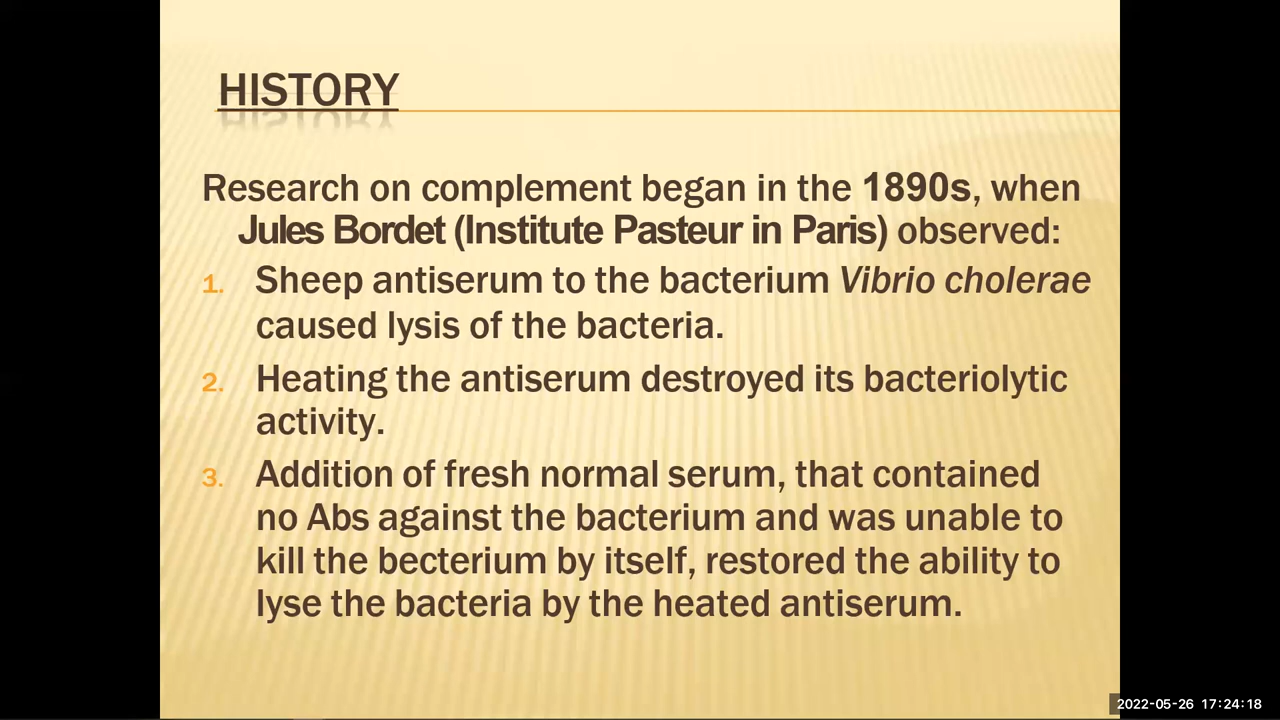 HISTORY
Research on complement began in the 1890s, when
Jules Bordet (Institute Pasteur in Paris) observed:
1. Sheep antiserum to the bacterium Vibrio cholerae
caused lysis of the bacteria.
2. Heating the antiserum destroyed its bacteriolytic
activity.
3. Addition of fresh normal serum, that contained
no Abs against the bacterium and was unable to
kill the becterium by itself, restored the ability to
lyse the bacteria by the heated antiserum.
2022-05-26 17:24:18